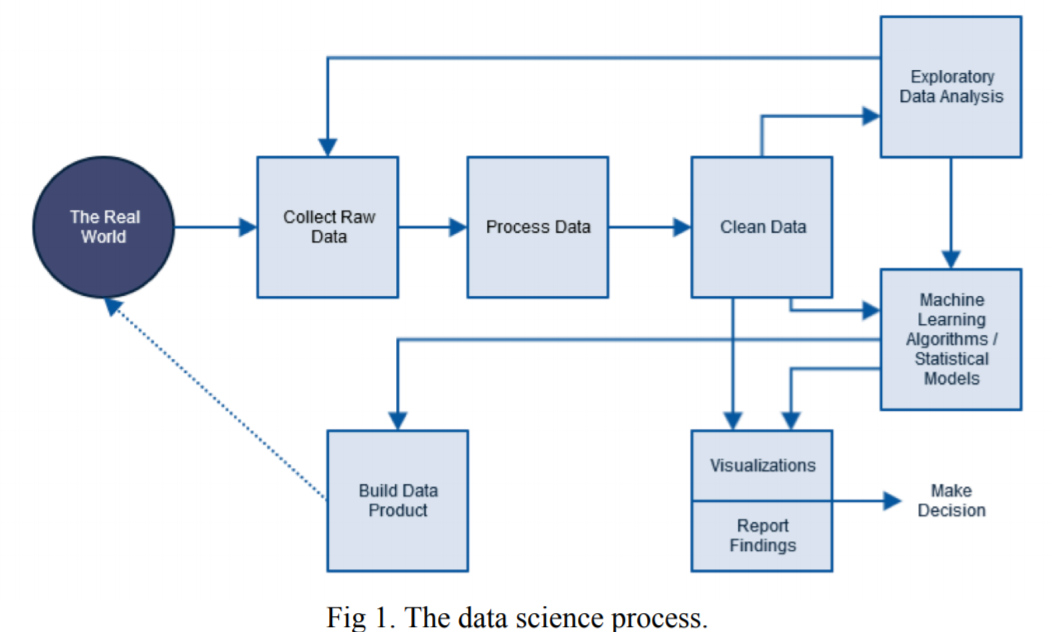 Exploratory
Data Analysis
The Real
World
Collect Raw
Data
Process Data
Clean Data
Machine
Learning
Algorithms /
Statistical
Models
Build Data
Product
Visualizations
Report
Findings
Make
Decision
Fig 1. The data science process.